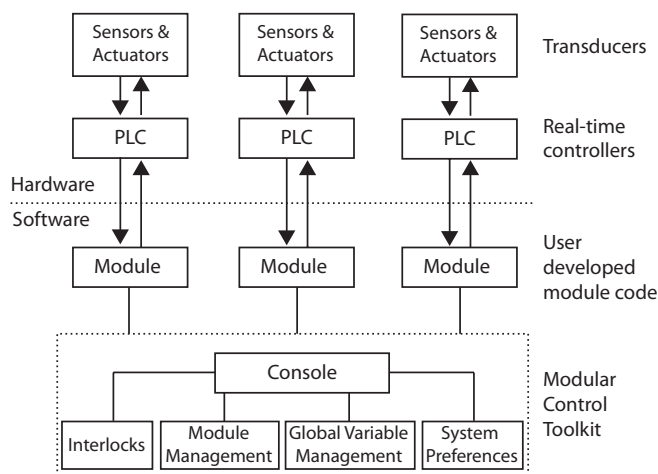 Sensors &
Actuators
Sensors &
Actuators
Sensors &
Actuators
Transducers
PLC
PLC
PLC
Real-time
controllers
Hardware
Software
Module
Module
Module
User
developed
module code
Console
Modular
Control
Toolkit
Interlocks
Module
Management
Global Variable
Management
System
Preferences